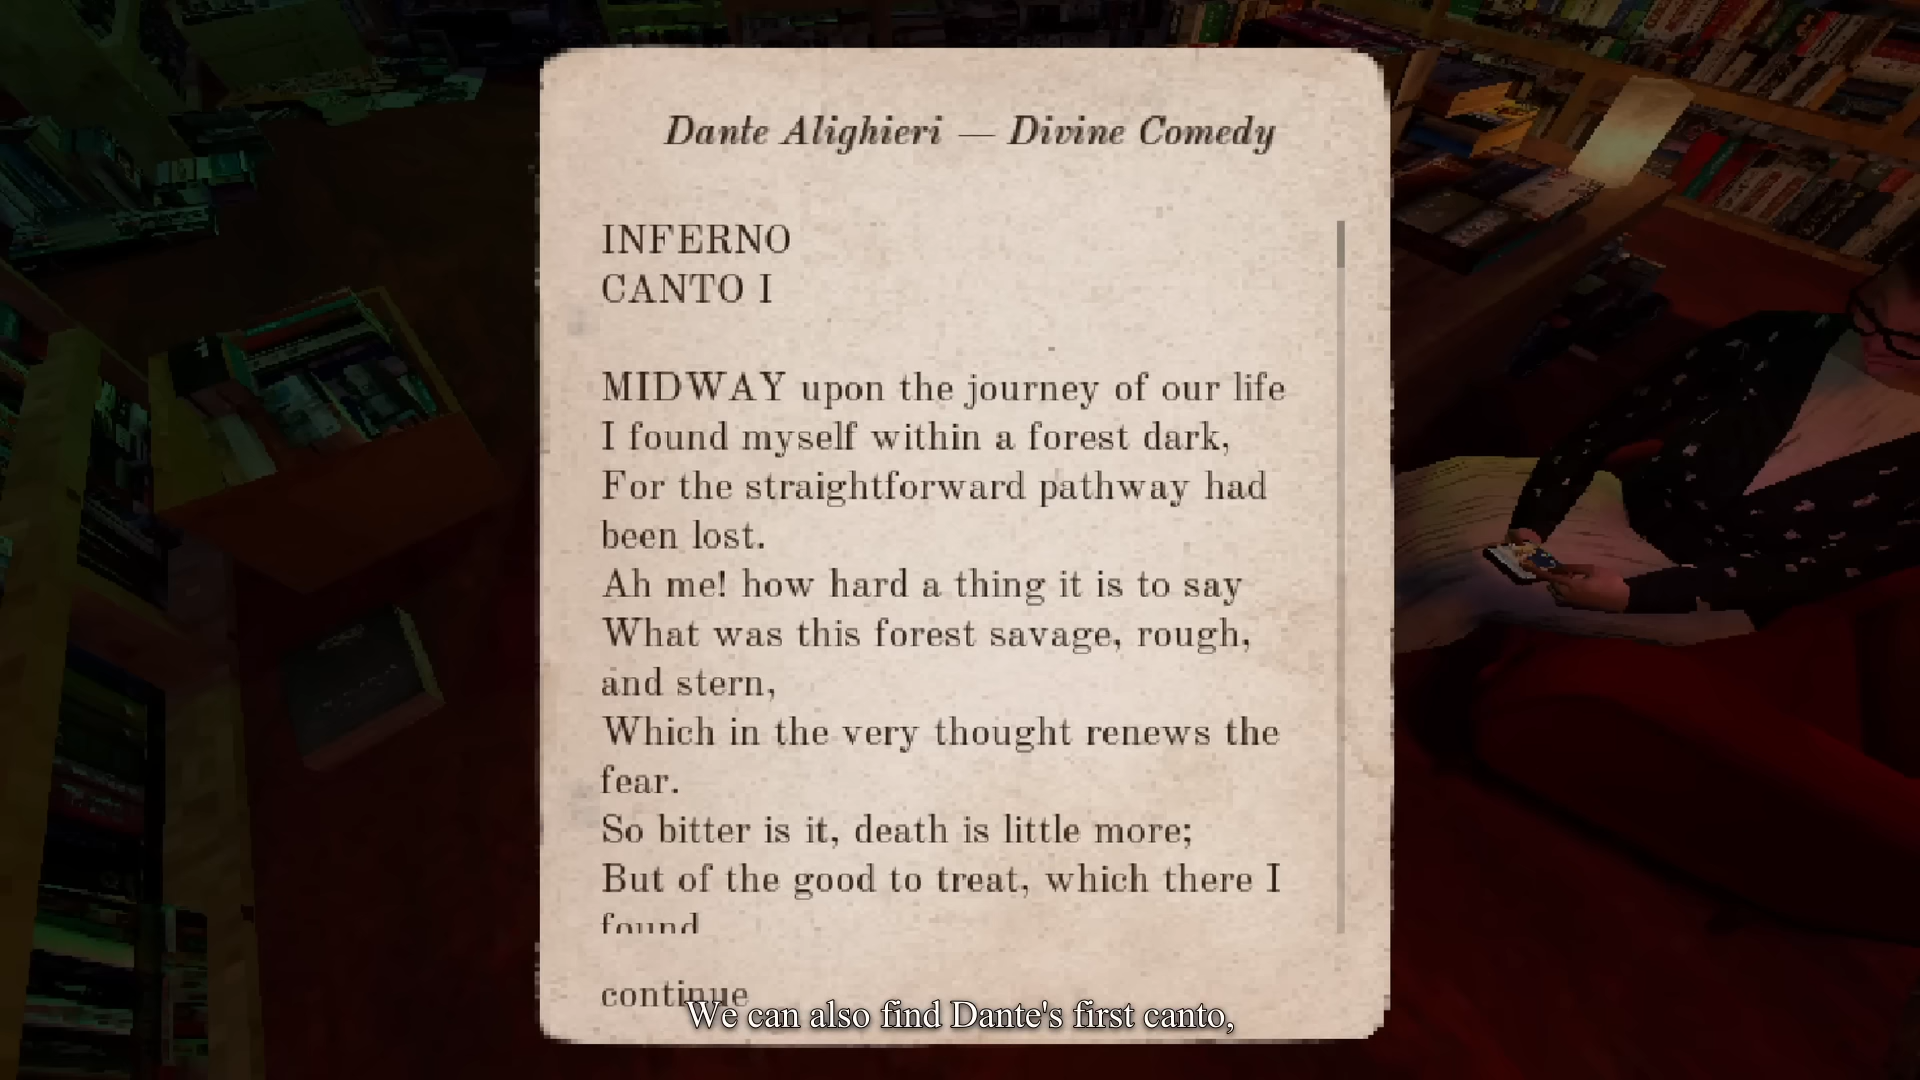 Dante Alighieri — Divine Comedy
INFERNO
CANTO I
MIDWAY upon the journey of our life
I found myself within a forest dark,
For the straightforward pathway had
been lost.
Ah me! how hard a thing it is to say
What was this forest savage, rough,
and stern,
Which in the very thought renews the
fear.
So bitter is it, death is little more;
But of the good to treat, which there I
found
continue
We can also find Dante's first canto,